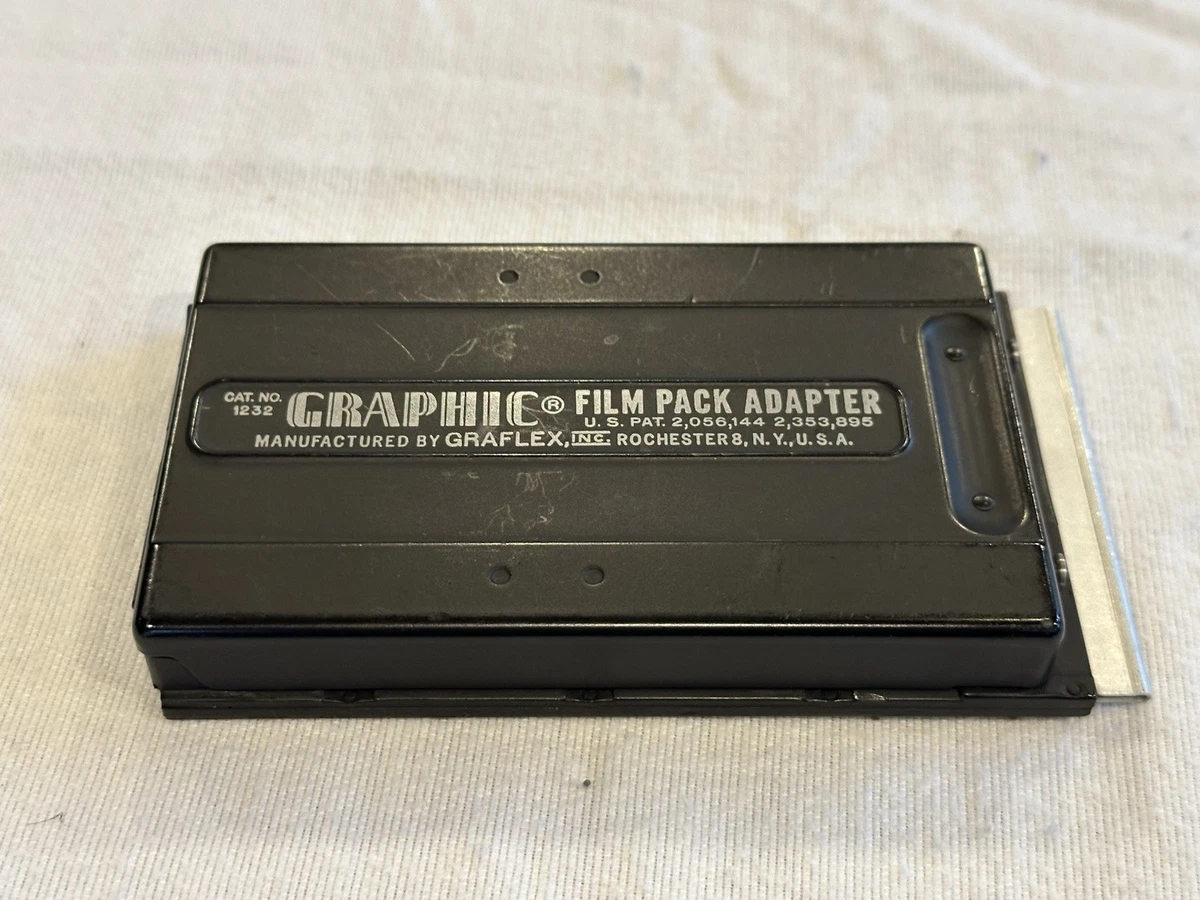 CAT. NO. 1232 GRAPHIC® FILM PACK ADAPTER
U.S. PAT. 2,056,144 2,353,895
MANUFACTURED BY GRAFLEX, INC. ROCHESTER 8, N.Y., U.S.A.